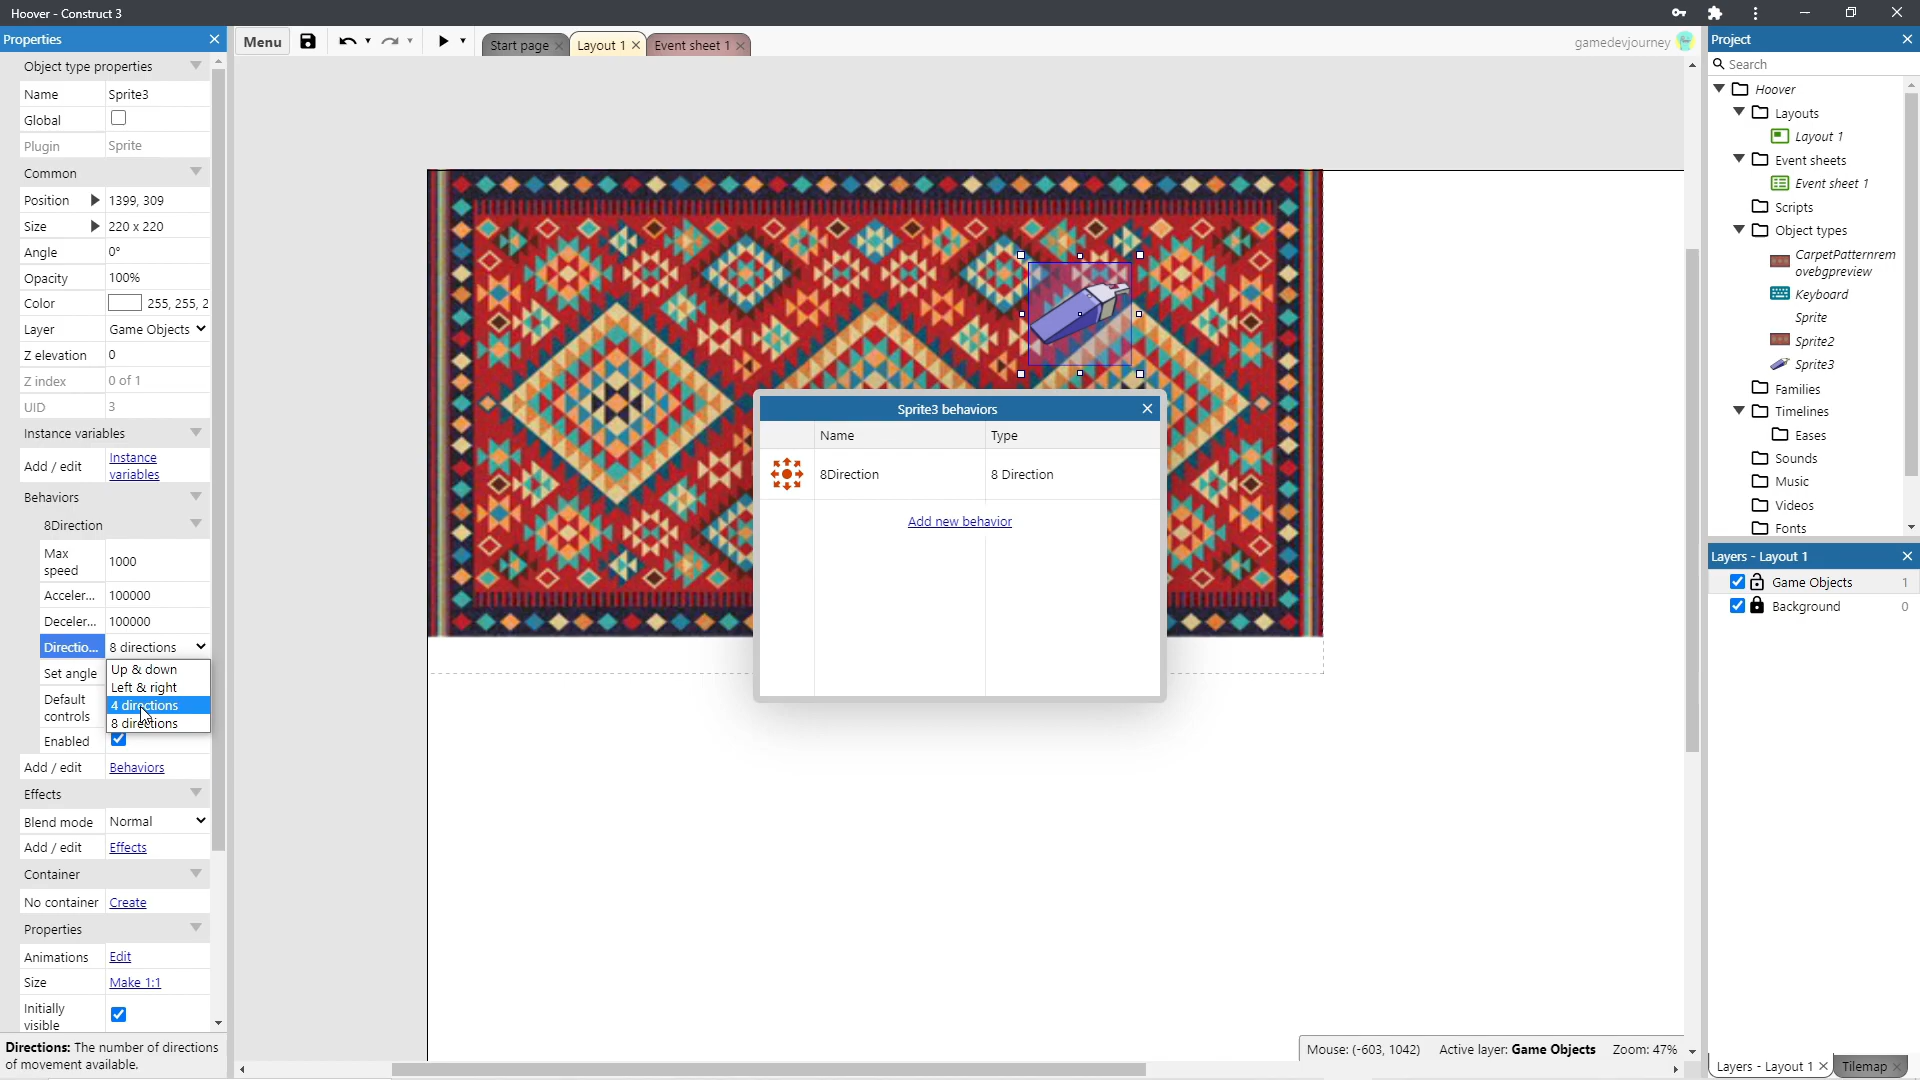 Hoover - Construct 3
Properties
Menu
Start page
Layout 1
Event sheet 1
gamedevjourney
Project
Object type properties
Name Sprite3
Global
Plugin Sprite
Common
Position 1399, 309
Size 220 x 220
Angle 0°
Opacity 100%
Color 255, 255, 2
Layer Game Objects
Z elevation 0
Z index 0 of 1
UID 3
Instance variables
Add / edit Instance
variables
Behaviors
8Direction
Max
speed 1000
Acceler... 100000
Deceler... 100000
Directio... 8 directions
Up & down
Left & right
Set angle
4 directions
8 directions
Default
controls
Enabled
Add / edit Behaviors
Effects
Blend mode Normal
Add / edit Effects
Container
No container Create
Properties
Animations Edit
Size Make 1:1
Initially
visible
Directions: The number of directions
of movement available.
Sprite3 behaviors
Name Type
8Direction 8 Direction
Add new behavior
Mouse: (-603, 1042) Active layer: Game Objects Zoom: 47%
Search
Hoover
Layouts
Layout 1
Event sheets
Event sheet 1
Scripts
Object types
CarpetPatternrem
ovebgpreview
Keyboard
Sprite
Sprite2
Sprite3
Families
Timelines
Eases
Sounds
Music
Videos
Fonts
Layers - Layout 1
Game Objects 1
Background 0
Layers - Layout 1
Tilemap